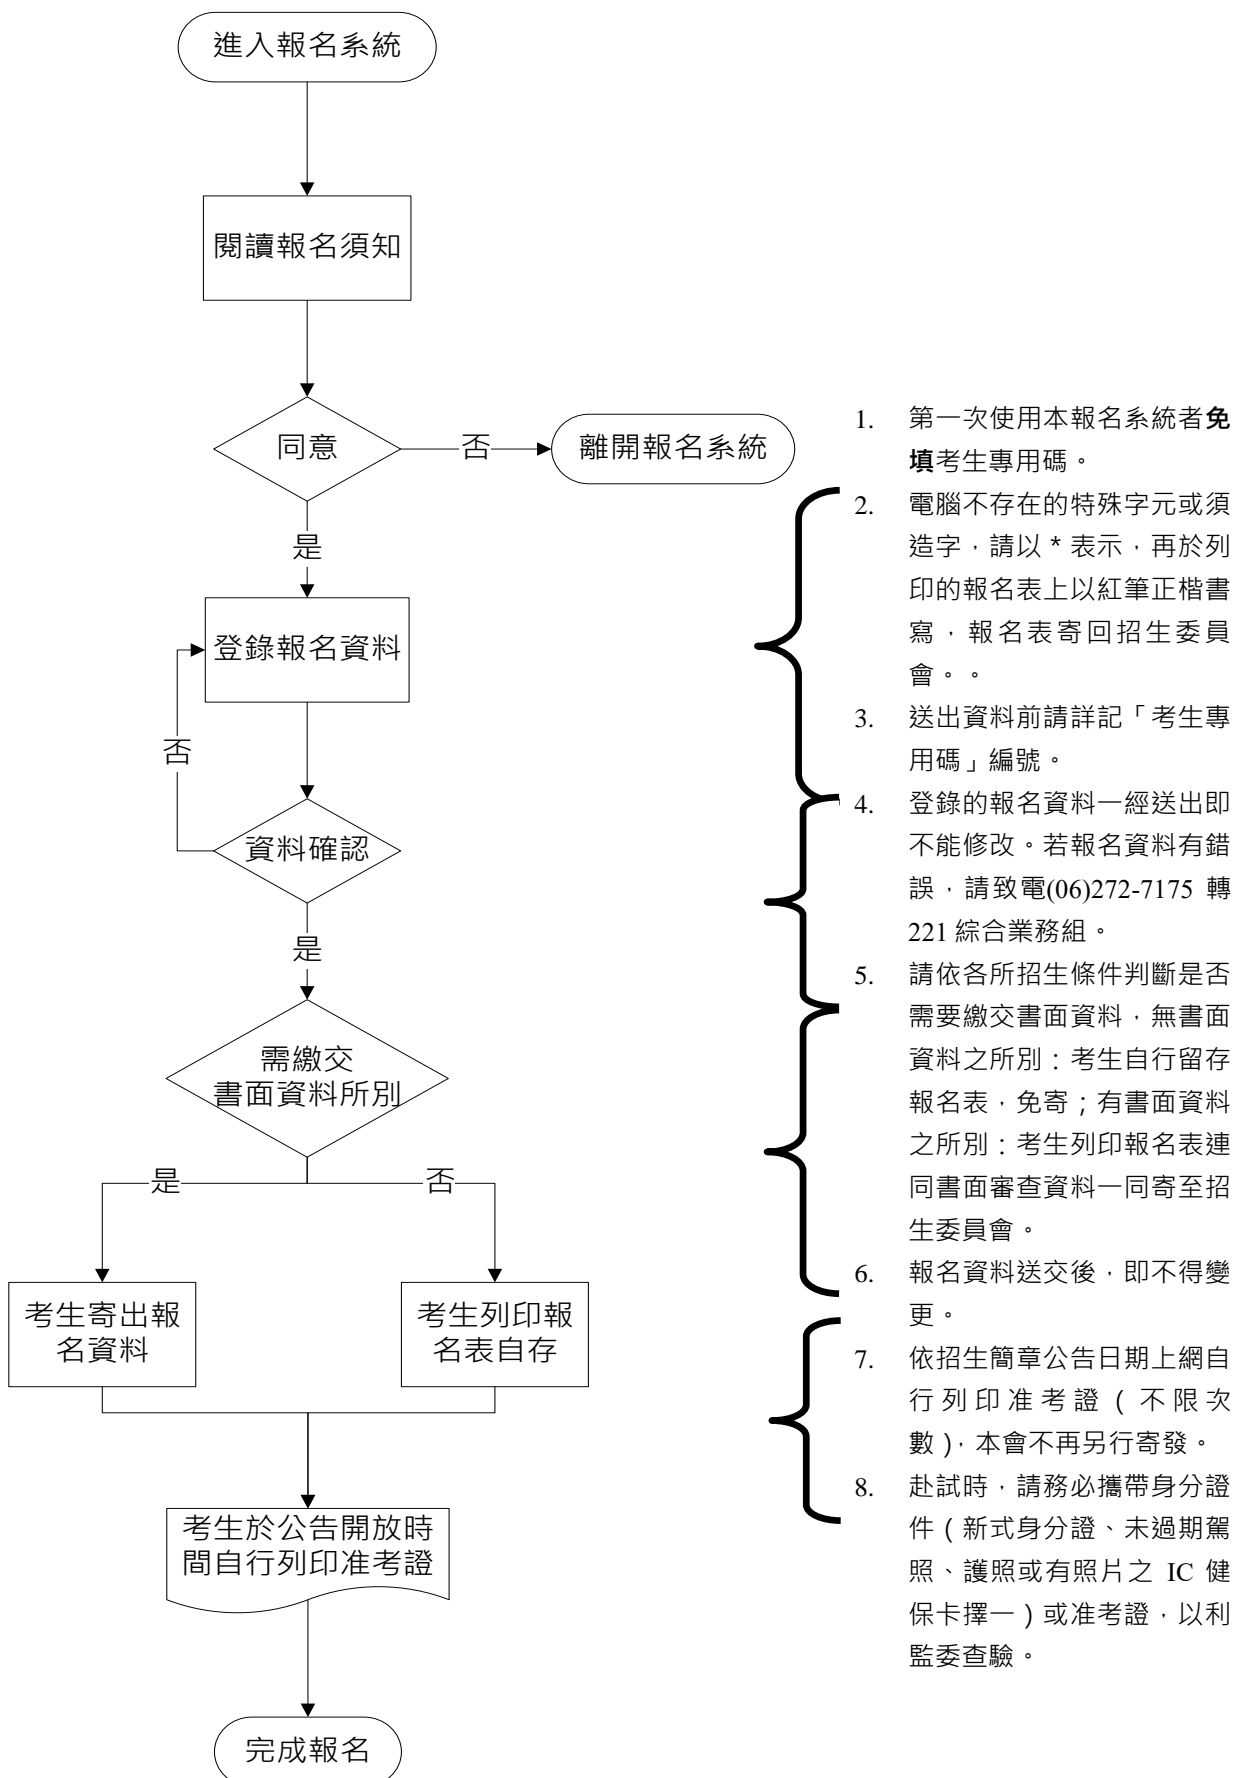 進入報名系統
閱讀報名須知
同意
否
離開報名系統
是
登錄報名資料
否
資料確認
是
需繳交
書面資料所別
是
否
考生寄出報
名資料
考生列印報
名表自存
考生於公告開放時
間自行列印准考證
完成報名
1. 第一次使用本報名系統者免
填考生專用碼。
2. 電腦不存在的特殊字元或須
造字，請以 * 表示，再於列
印的報名表上以紅筆正楷書
寫，報名表寄回招生委員
會。。
3. 送出資料前請詳記「考生專
用碼」編號。
4. 登錄的報名資料一經送出即
不能修改。若報名資料有錯
誤，請致電(06)272-7175 轉
221 綜合業務組。
5. 請依各所招生條件判斷是否
需要繳交書面資料，無書面
資料之所別：考生自行留存
報名表，免寄；有書面資料
之所別：考生列印報名表連
同書面審查資料一同寄至招
生委員會。
6. 報名資料送交後，即不得變
更。
7. 依招生簡章公告日期上網自
行列印准考證（不限次
數），本會不再另行寄發。
8. 赴試時，請務必攜帶身分證
件（新式身分證、未過期駕
照、護照或有照片之 IC 健
保卡擇一）或准考證，以利
監委查驗。